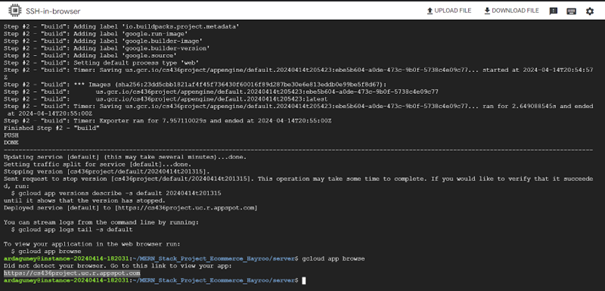 SSH-in-browser
UPLOAD FILE
DOWNLOAD FILE
Step #2 - "build": Adding label 'io.buildpacks.project.metadata'
Step #2 - "build": Adding label 'google.run-image'
Step #2 - "build": Adding label 'google.builder-image'
Step #2 - "build": Adding label 'google.builder-version'
Step #2 - "build": Adding label 'google.source'
Step #2 - "build": Setting default process type 'web'
Step #2 - "build": Timer: Saving us.gcr.io/cs436project/appengine/default.20240414t205423:ebe5b604-a0de-473c-9b0f-5738c4e09c77... started at 2024-04-14T20:54:57
Z
Step #2 - "build": *** Images
Step #2 - "build": us.gcr.io/cs436project/appengine/default.20240414t205423:ebe5b604-a0de-473c-9b0f-5738c4e09c77
Step #2 - "build": us.gcr.io/cs436project/appengine/default.20240414t205423:latest
Step #2 - "build": Timer: Saving us.gcr.io/cs436project/appengine/default.20240414t205423:ebe5b604-a0de-473c-9b0f-5738c4e09c77... ran for 2.649088545s and ended
at 2024-04-14T20:55:00Z
Step #2 - "build": Timer: Exporter ran for 7.957110029s and ended at 2024-04-14T20:55:00Z
Finished Step #2 - "build"
PUSH
DONE
Updating service [default] (this may take several minutes)...done.
Setting traffic split for service [default]...done.
Stopping version [cs436project/default/20240414t201315].
Sent request to stop version [cs436project/default/20240414t201315]. This operation may take some time to complete. If you would like to verify that it succeede
d, run:
$ gcloud app versions describe -s default 20240414t201315
until it shows that the version has stopped.
Deployed service [default] to [https://cs436project.uc.r.appspot.com]
You can stream logs from the command line by running:
$ gcloud app logs tail -s default
To view your application in the web browser run:
$ gcloud app browse
ardaguney@instance-20240414-182031:~/MERN_Stack_Project_Ecommerce_Hayroo/server$ gcloud app browse
Did not detect your browser. Go to this link to view your app:
https://cs436project.uc.r.appspot.com
ardaguney@instance-20240414-182031:~/MERN_Stack_Project_Ecommerce_Hayroo/server$